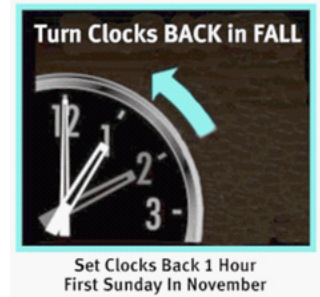 Turn Clocks BACK in FALL
12
1
2
3
Set Clocks Back 1 Hour
First Sunday In November